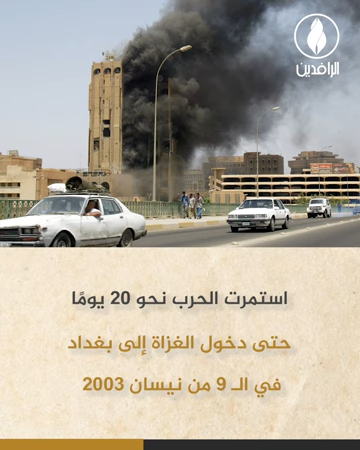 الرافدين
استمرت الحرب نحو 20 يومًا
حتى دخول الغزاة إلى بغداد
في الـ 9 من نيسان 2003